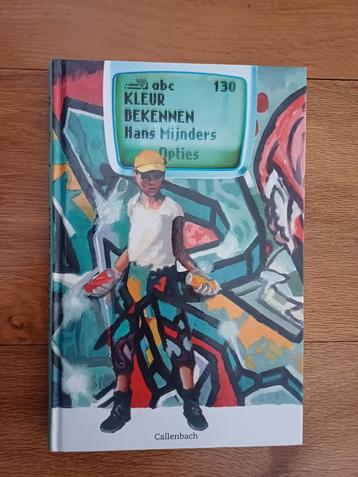 abc 130
KLEUR
BEKENNEN
Hans Mijnders
Opties
Callenbach